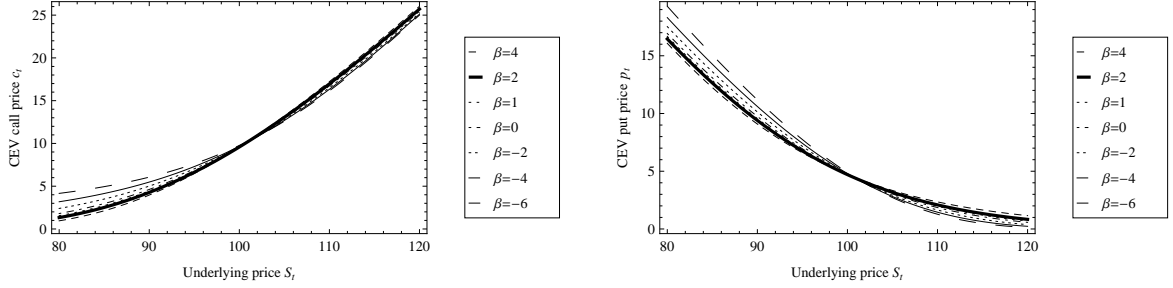 CEV call price c_t
25
20
15
10
5
0
80 90 100 110 120
Underlying price S_t
β=4
β=2
β=1
β=0
β=-2
β=-4
β=-6
CEV put price p_t
15
10
5
0
80 90 100 110 120
Underlying price S_t
β=4
β=2
β=1
β=0
β=-2
β=-4
β=-6